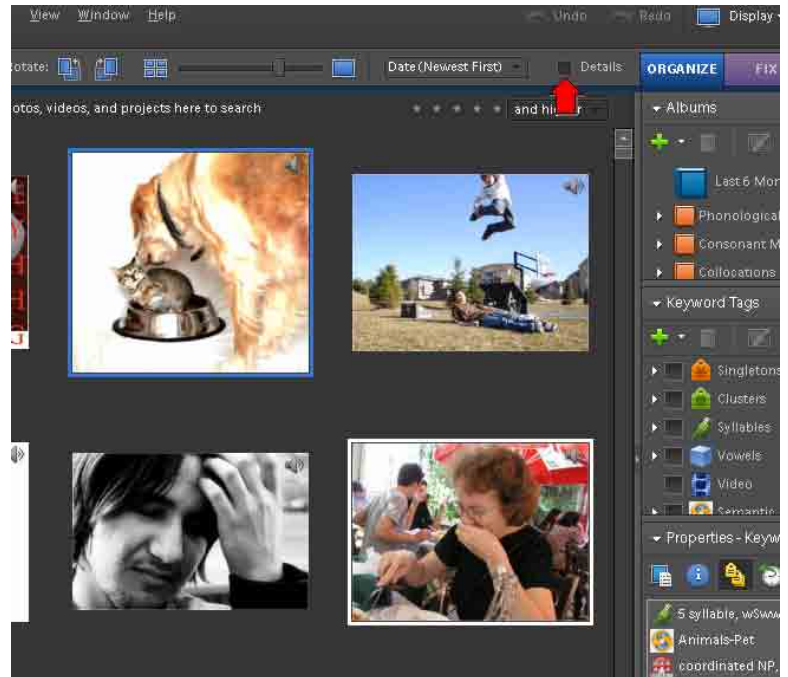 View Window Help Undo Redo Display
Rotate: Date (Newest First) Details ORGANIZE FIX
otos, videos, and projects here to search and higher Albums
Last 6 Mon
Phonological
Consonant M
Collocations
Keyword Tags
Singletons
Clusters
Syllables
Vowels
Video
Semantic
Properties - Keyw
5 syllable, wSww
Animals-Pet
coordinated NP,